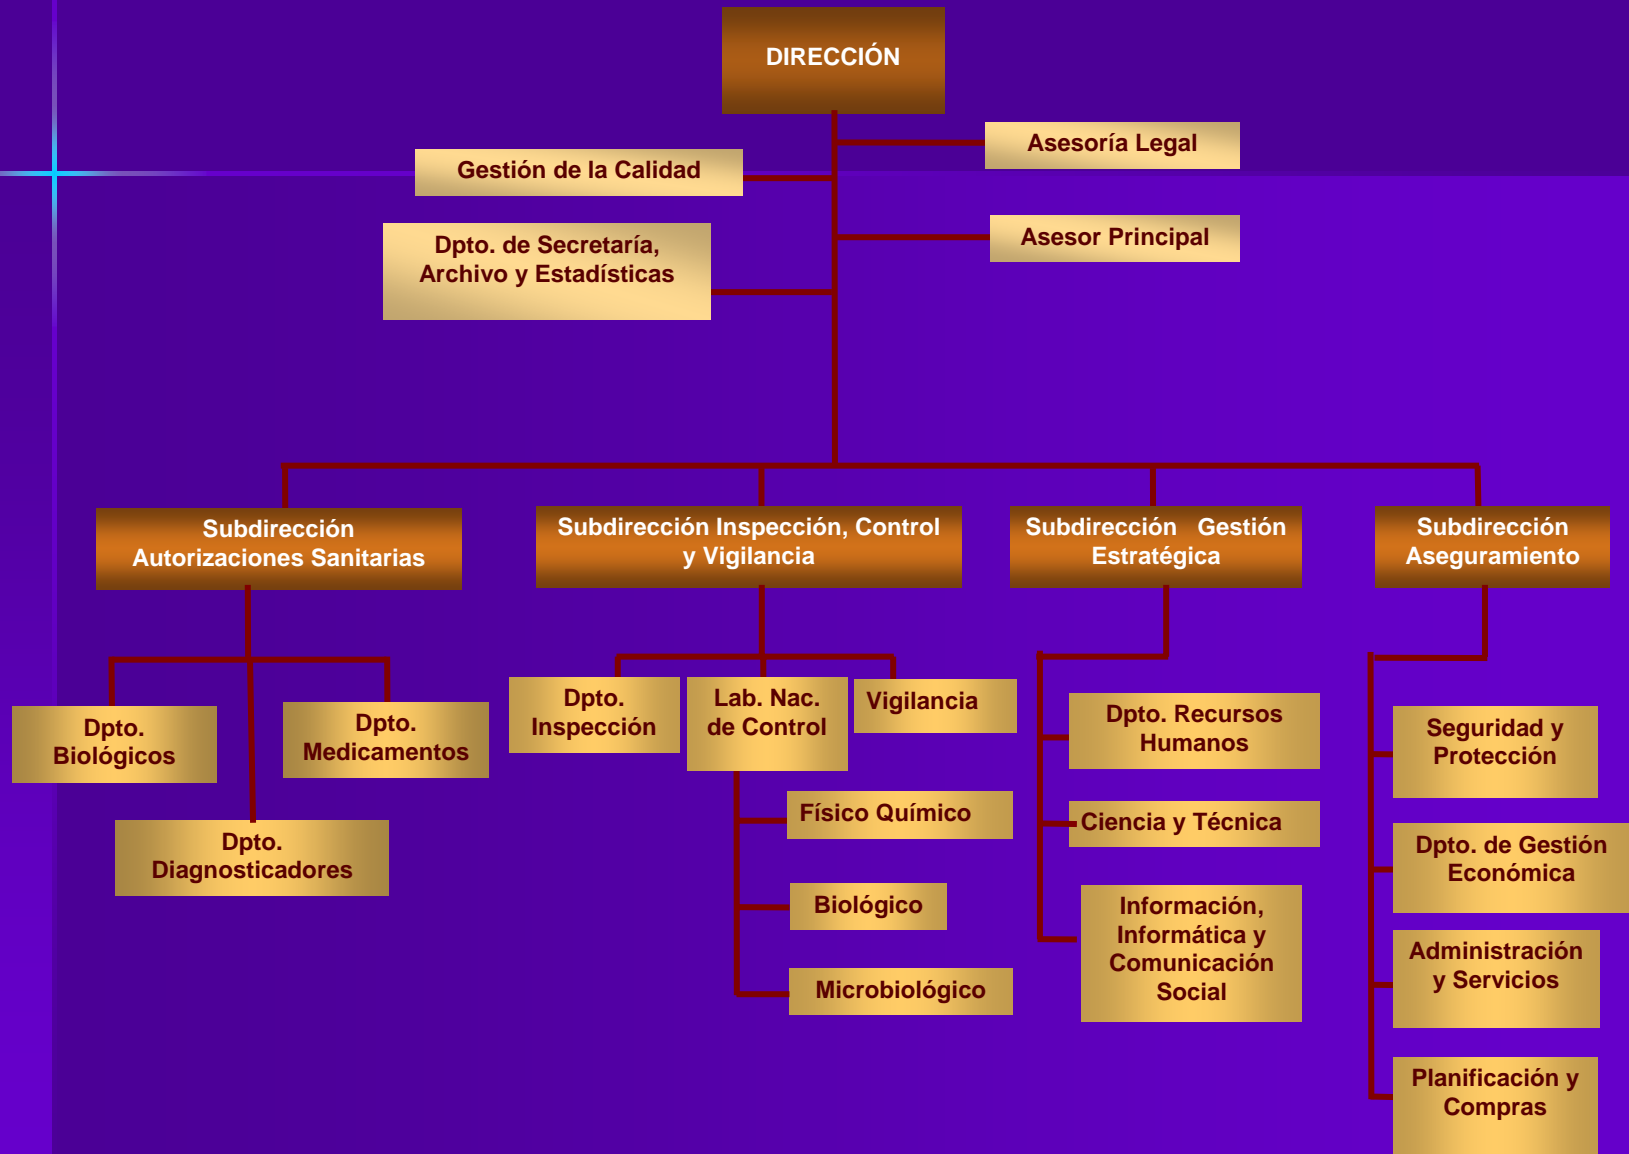 DIRECCIÓN
Asesoría Legal
Gestión de la Calidad
Asesor Principal
Dpto. de Secretaría,
Archivo y Estadísticas
Subdirección
Autorizaciones Sanitarias
Subdirección Inspección, Control
y Vigilancia
Subdirección Gestión
Estratégica
Subdirección
Aseguramiento
Dpto.
Biológicos
Dpto.
Medicamentos
Dpto.
Diagnosticadores
Dpto.
Inspección
Lab. Nac.
de Control
Vigilancia
Físico Químico
Biológico
Microbiológico
Dpto. Recursos
Humanos
Ciencia y Técnica
Información,
Informática y
Comunicación
Social
Seguridad y
Protección
Dpto. de Gestión
Económica
Administración
y Servicios
Planificación y
Compras